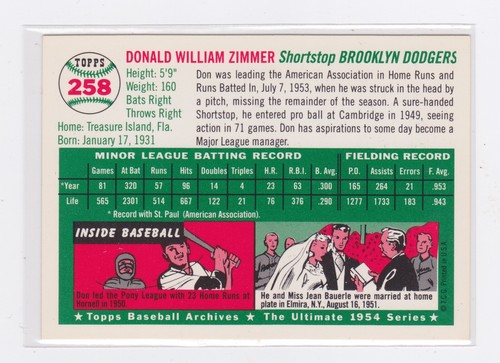 TOPPS
258
DONALD WILLIAM ZIMMER Shortstop BROOKLYN DODGERS
Height: 5'9"
Weight: 160
Bats Right
Throws Right
Home: Treasure Island, Fla.
Born: January 17, 1931
Don was leading the American Association in Home Runs and
Runs Batted In, July 7, 1953, when he was struck in the head by a
pitch, missing the remainder of the season. A sure-handed
Shortstop, he entered pro ball at Cambridge in 1949, seeing
action in 71 games. Don has aspirations to some day become a
Major League manager.
MINOR LEAGUE BATTING RECORD FIELDING RECORD
Games At Bat Runs Hits Doubles Triples H.R. R.B.I. B. Avg. P.O. Assists Errors F. Avg.
*Year 81 320 57 96 12 4 23 63 .300 165 264 21 .953
Life 565 2301 514 667 122 21 76 376 .290 1277 1733 183 .943
* Record with St. Paul (American Association).
INSIDE BASEBALL
Don led the Pony League with 23 Home Runs at
Hornell in 1950.
He and Miss Jean Bauerle were married at home
plate in Elmira, N.Y., August 16, 1951.
© T.C.G. Printed in U.S.A.
★ Topps Baseball Archives ★ The Ultimate 1954 Series ★